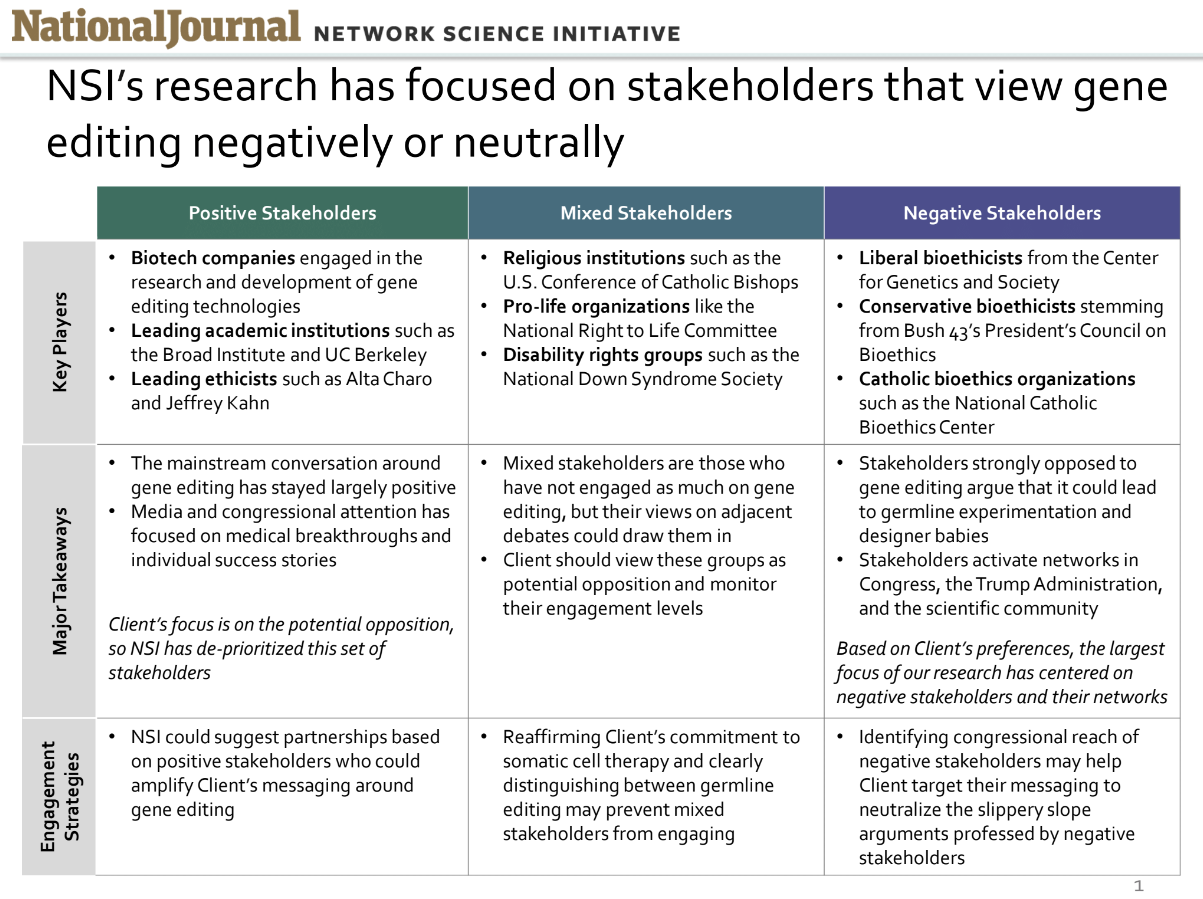 NationalJournal NETWORK SCIENCE INITIATIVE
NSI’s research has focused on stakeholders that view gene
editing negatively or neutrally
Positive Stakeholders
Mixed Stakeholders
Negative Stakeholders
Key Players
• Biotech companies engaged in the
research and development of gene
editing technologies
• Leading academic institutions such as
the Broad Institute and UC Berkeley
• Leading ethicists such as Alta Charo
and Jeffrey Kahn
• Religious institutions such as the
U.S. Conference of Catholic Bishops
• Pro-life organizations like the
National Right to Life Committee
• Disability rights groups such as the
National Down Syndrome Society
• Liberal bioethicists from the Center
for Genetics and Society
• Conservative bioethicists stemming
from Bush 43’s President’s Council on
Bioethics
• Catholic bioethics organizations
such as the National Catholic
Bioethics Center
Major Takeaways
• The mainstream conversation around
gene editing has stayed largely positive
• Media and congressional attention has
focused on medical breakthroughs and
individual success stories
Client’s focus is on the potential opposition,
so NSI has de-prioritized this set of
stakeholders
• Mixed stakeholders are those who
have not engaged as much on gene
editing, but their views on adjacent
debates could draw them in
• Client should view these groups as
potential opposition and monitor
their engagement levels
• Stakeholders strongly opposed to
gene editing argue that it could lead
to germline experimentation and
designer babies
• Stakeholders activate networks in
Congress, the Trump Administration,
and the scientific community
Based on Client’s preferences, the largest
focus of our research has centered on
negative stakeholders and their networks
Engagement
Strategies
• NSI could suggest partnerships based
on positive stakeholders who could
amplify Client’s messaging around
gene editing
• Reaffirming Client’s commitment to
somatic cell therapy and clearly
distinguishing between germline
editing may prevent mixed
stakeholders from engaging
• Identifying congressional reach of
negative stakeholders may help
Client target their messaging to
neutralize the slippery slope
arguments professed by negative
stakeholders
1